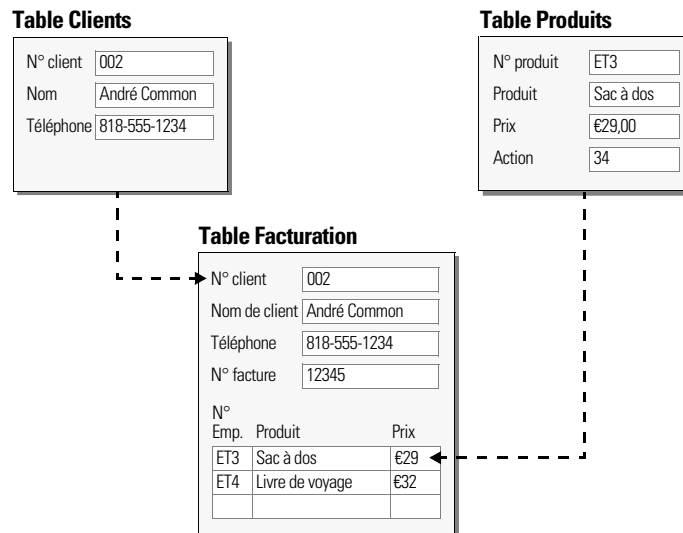 Table Clients
N° client 002
Nom André Common
Téléphone 818-555-1234
Table Produits
N° produit ET3
Produit Sac à dos
Prix €29,00
Action 34
Table Facturation
N° client 002
Nom de client André Common
Téléphone 818-555-1234
N° facture 12345
N°
Emp. Produit Prix
ET3 Sac à dos €29
ET4 Livre de voyage €32